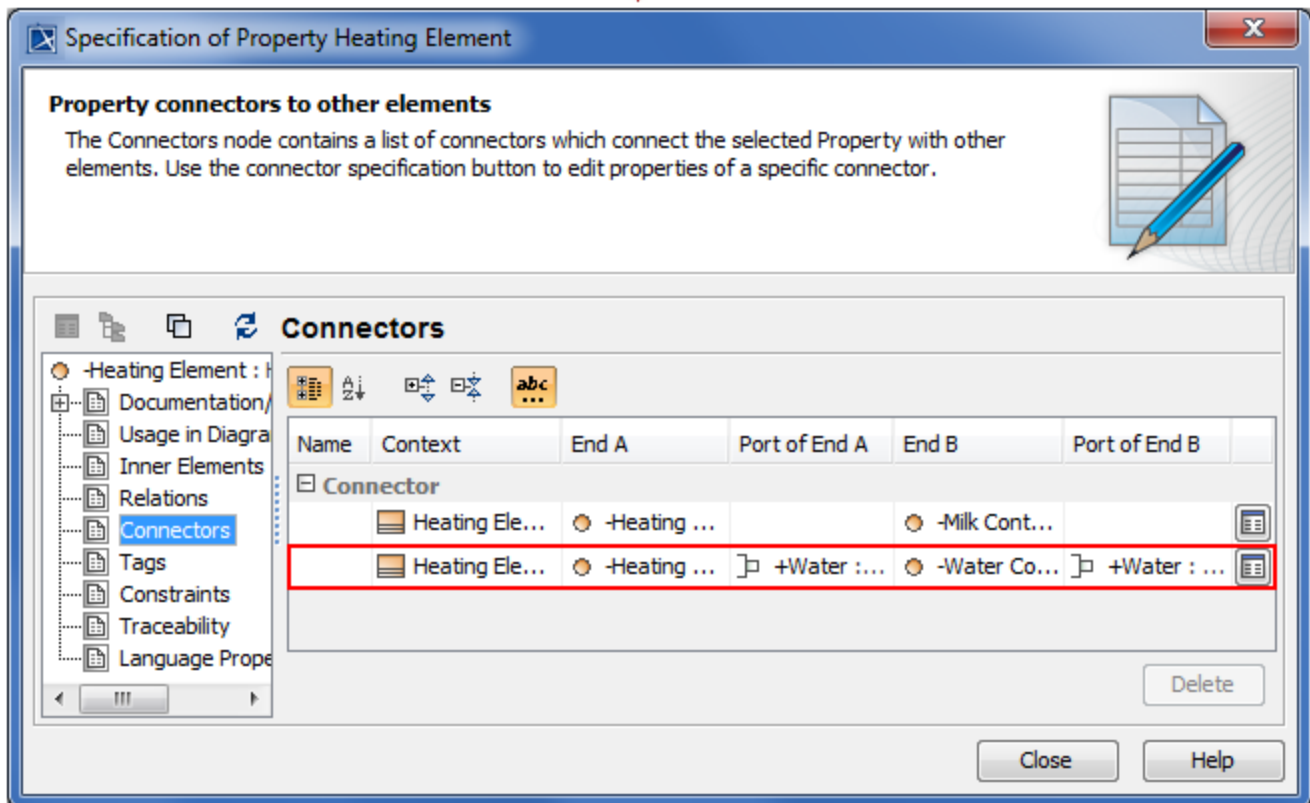 Specification of Property Heating Element
Property connectors to other elements
The Connectors node contains a list of connectors which connect the selected Property with other
elements. Use the connector specification button to edit properties of a specific connector.
Connectors
-Heating Element : H
Documentation/
Usage in Diagra
Inner Elements
Relations
Connectors
Tags
Constraints
Traceability
Language Prope
A
Z
abc
...
Name Context End A Port of End A End B Port of End B
Connector
Heating Ele... -Heating ... -Milk Cont...
Heating Ele... -Heating ... +Water :... -Water Co... +Water : ...
Delete
Close Help